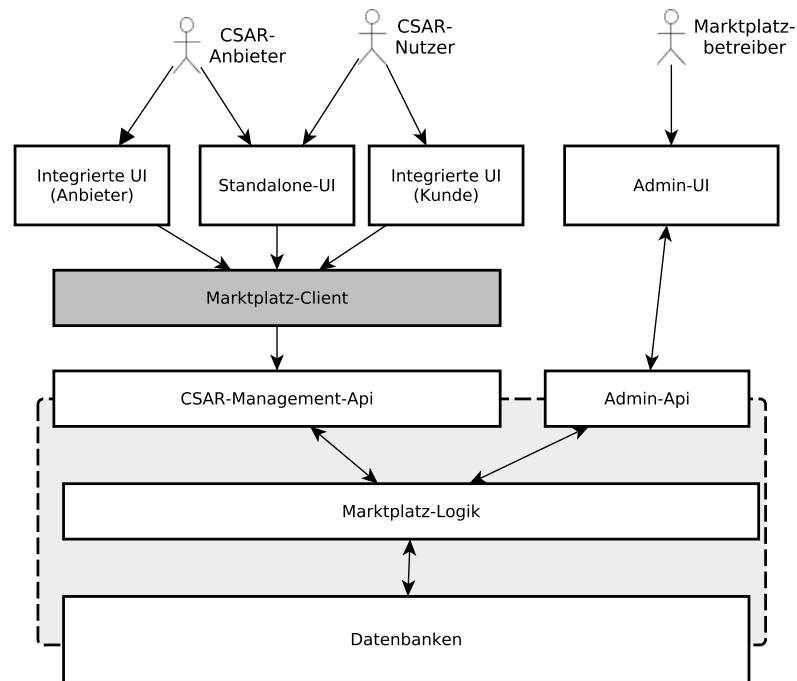 CSAR-
Anbieter
CSAR-
Nutzer
Marktplatz-
betreiber
Integrierte UI
(Anbieter)
Standalone-UI
Integrierte UI
(Kunde)
Admin-UI
Marktplatz-Client
CSAR-Management-Api
Admin-Api
Marktplatz-Logik
Datenbanken